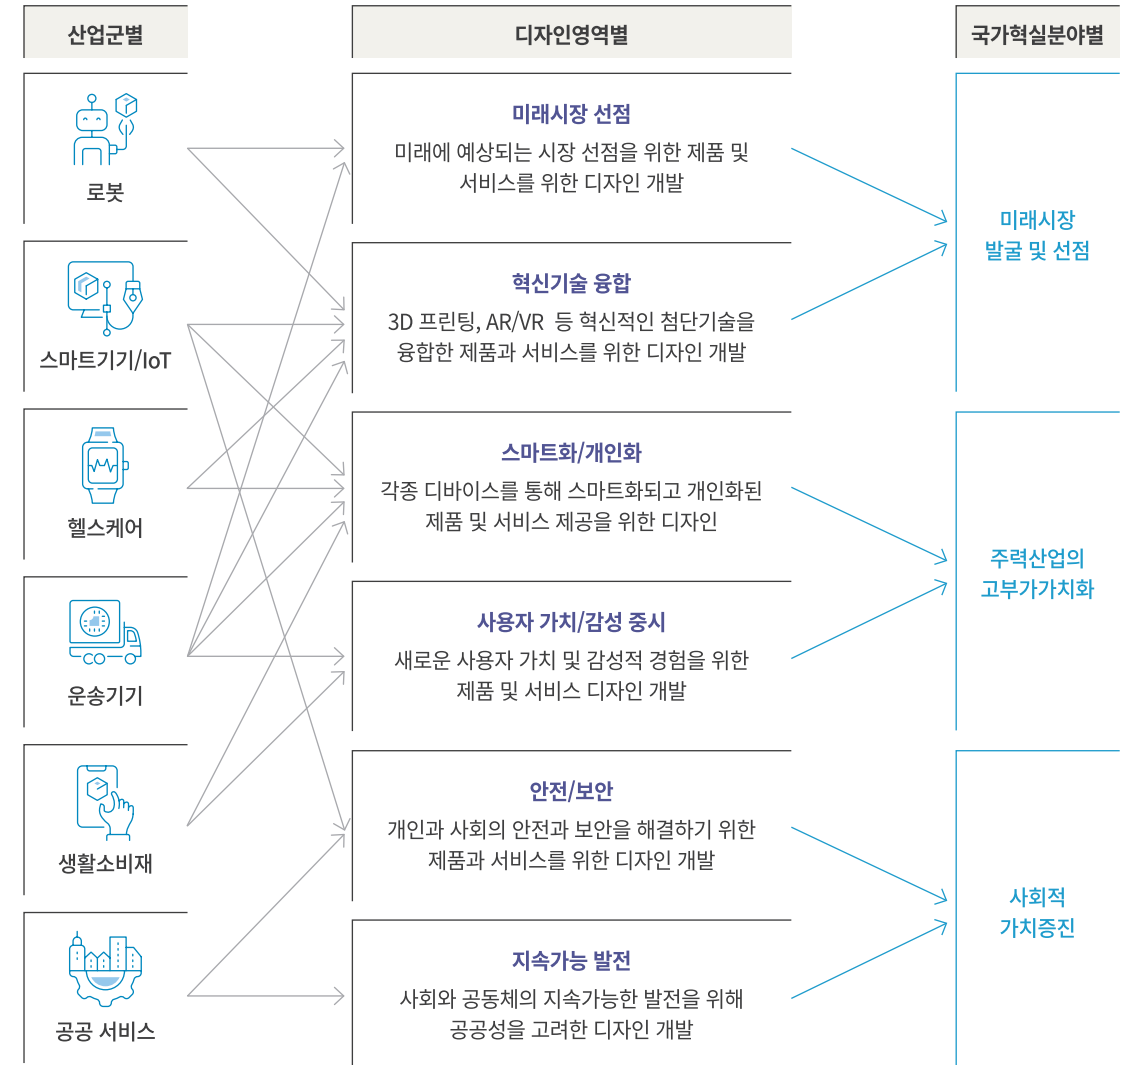 산업군별
디자인영역별
국가혁실분야별
로봇
스마트기기/IoT
헬스케어
운송기기
생활소비재
공공 서비스
미래시장 선점
미래에 예상되는 시장 선점을 위한 제품 및
서비스를 위한 디자인 개발
혁신기술 융합
3D 프린팅, AR/VR 등 혁신적인 첨단기술을
융합한 제품과 서비스를 위한 디자인 개발
스마트화/개인화
각종 디바이스를 통해 스마트화되고 개인화된
제품 및 서비스 제공을 위한 디자인
사용자 가치/감성 중시
새로운 사용자 가치 및 감성적 경험을 위한
제품 및 서비스 디자인 개발
안전/보안
개인과 사회의 안전과 보안을 해결하기 위한
제품과 서비스를 위한 디자인 개발
지속가능 발전
사회와 공동체의 지속가능한 발전을 위해
공공성을 고려한 디자인 개발
미래시장
발굴 및 선점
주력산업의
고부가가치화
사회적
가치증진